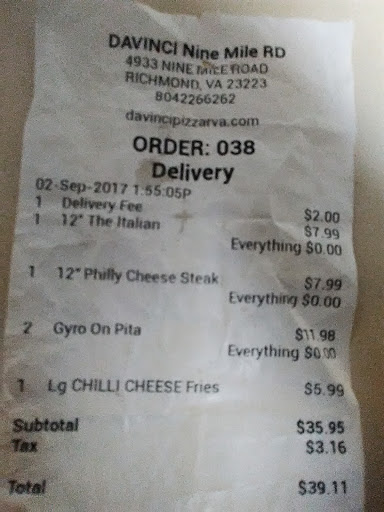 DAVINCI Nine Mile RD
4933 NINE MILE ROAD
RICHMOND, VA 23223
8042266262
davincipizzarva.com
ORDER: 038
Delivery
02-Sep-2017 1:55:05P
1 Delivery Fee $2.00
1 12" The Italian $7.99
Everything $0.00
1 12" Philly Cheese Steak $7.99
Everything $0.00
2 Gyro On Pita $11.98
Everything $0.00
1 Lg CHILLI CHEESE Fries $5.99
Subtotal $35.95
Tax $3.16
Total $39.11